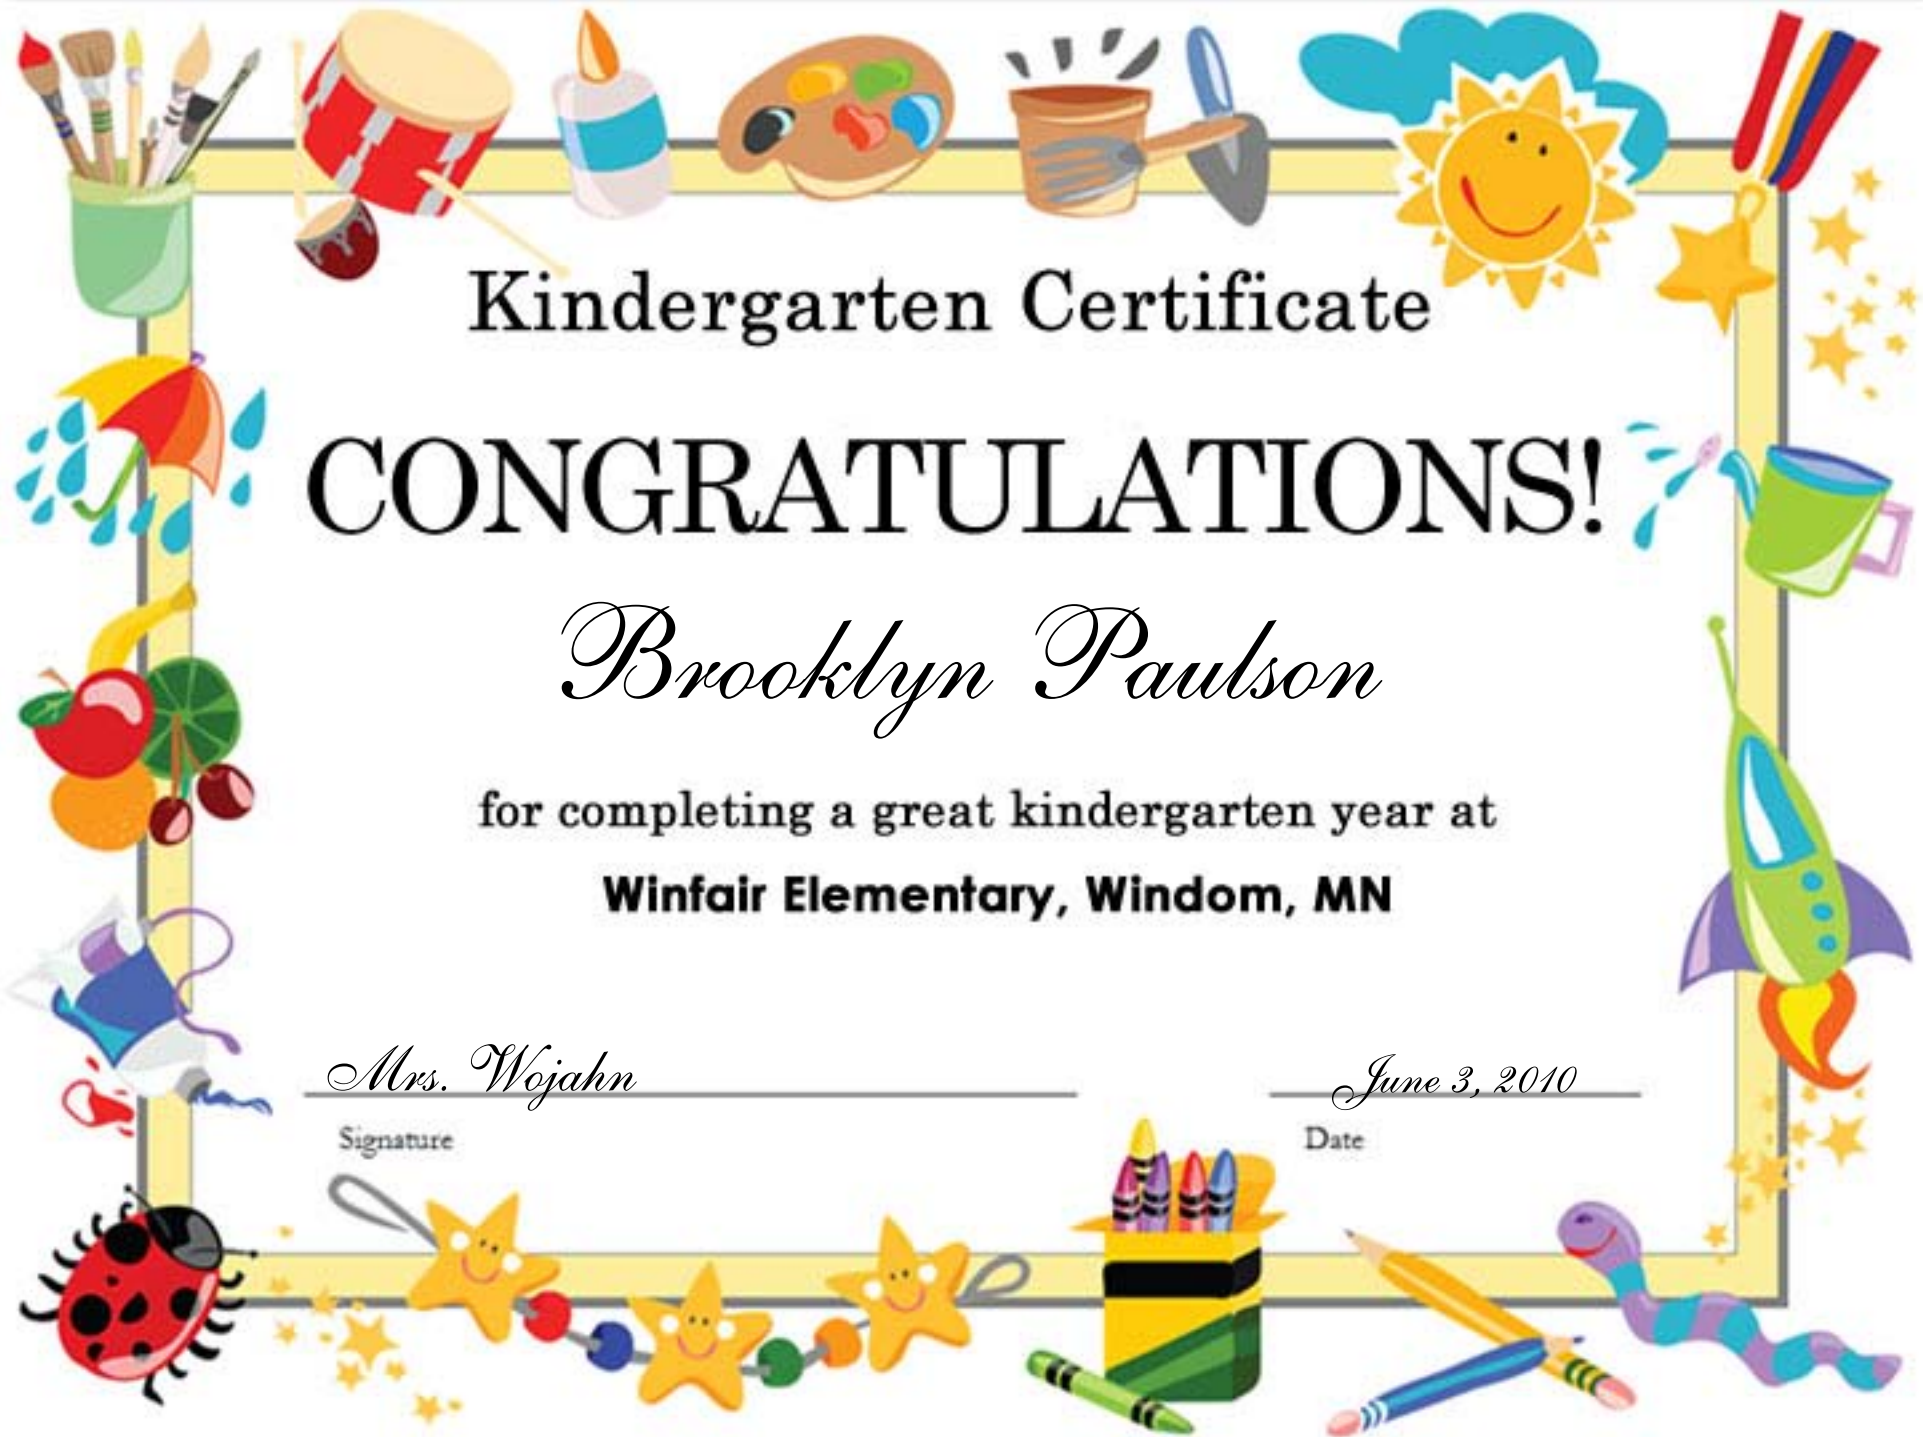 Kindergarten Certificate
CONGRATULATIONS!
Brooklyn Paulson
for completing a great kindergarten year at
Winfair Elementary, Windom, MN
Mrs. Wojahn June 3, 2010
Signature Date